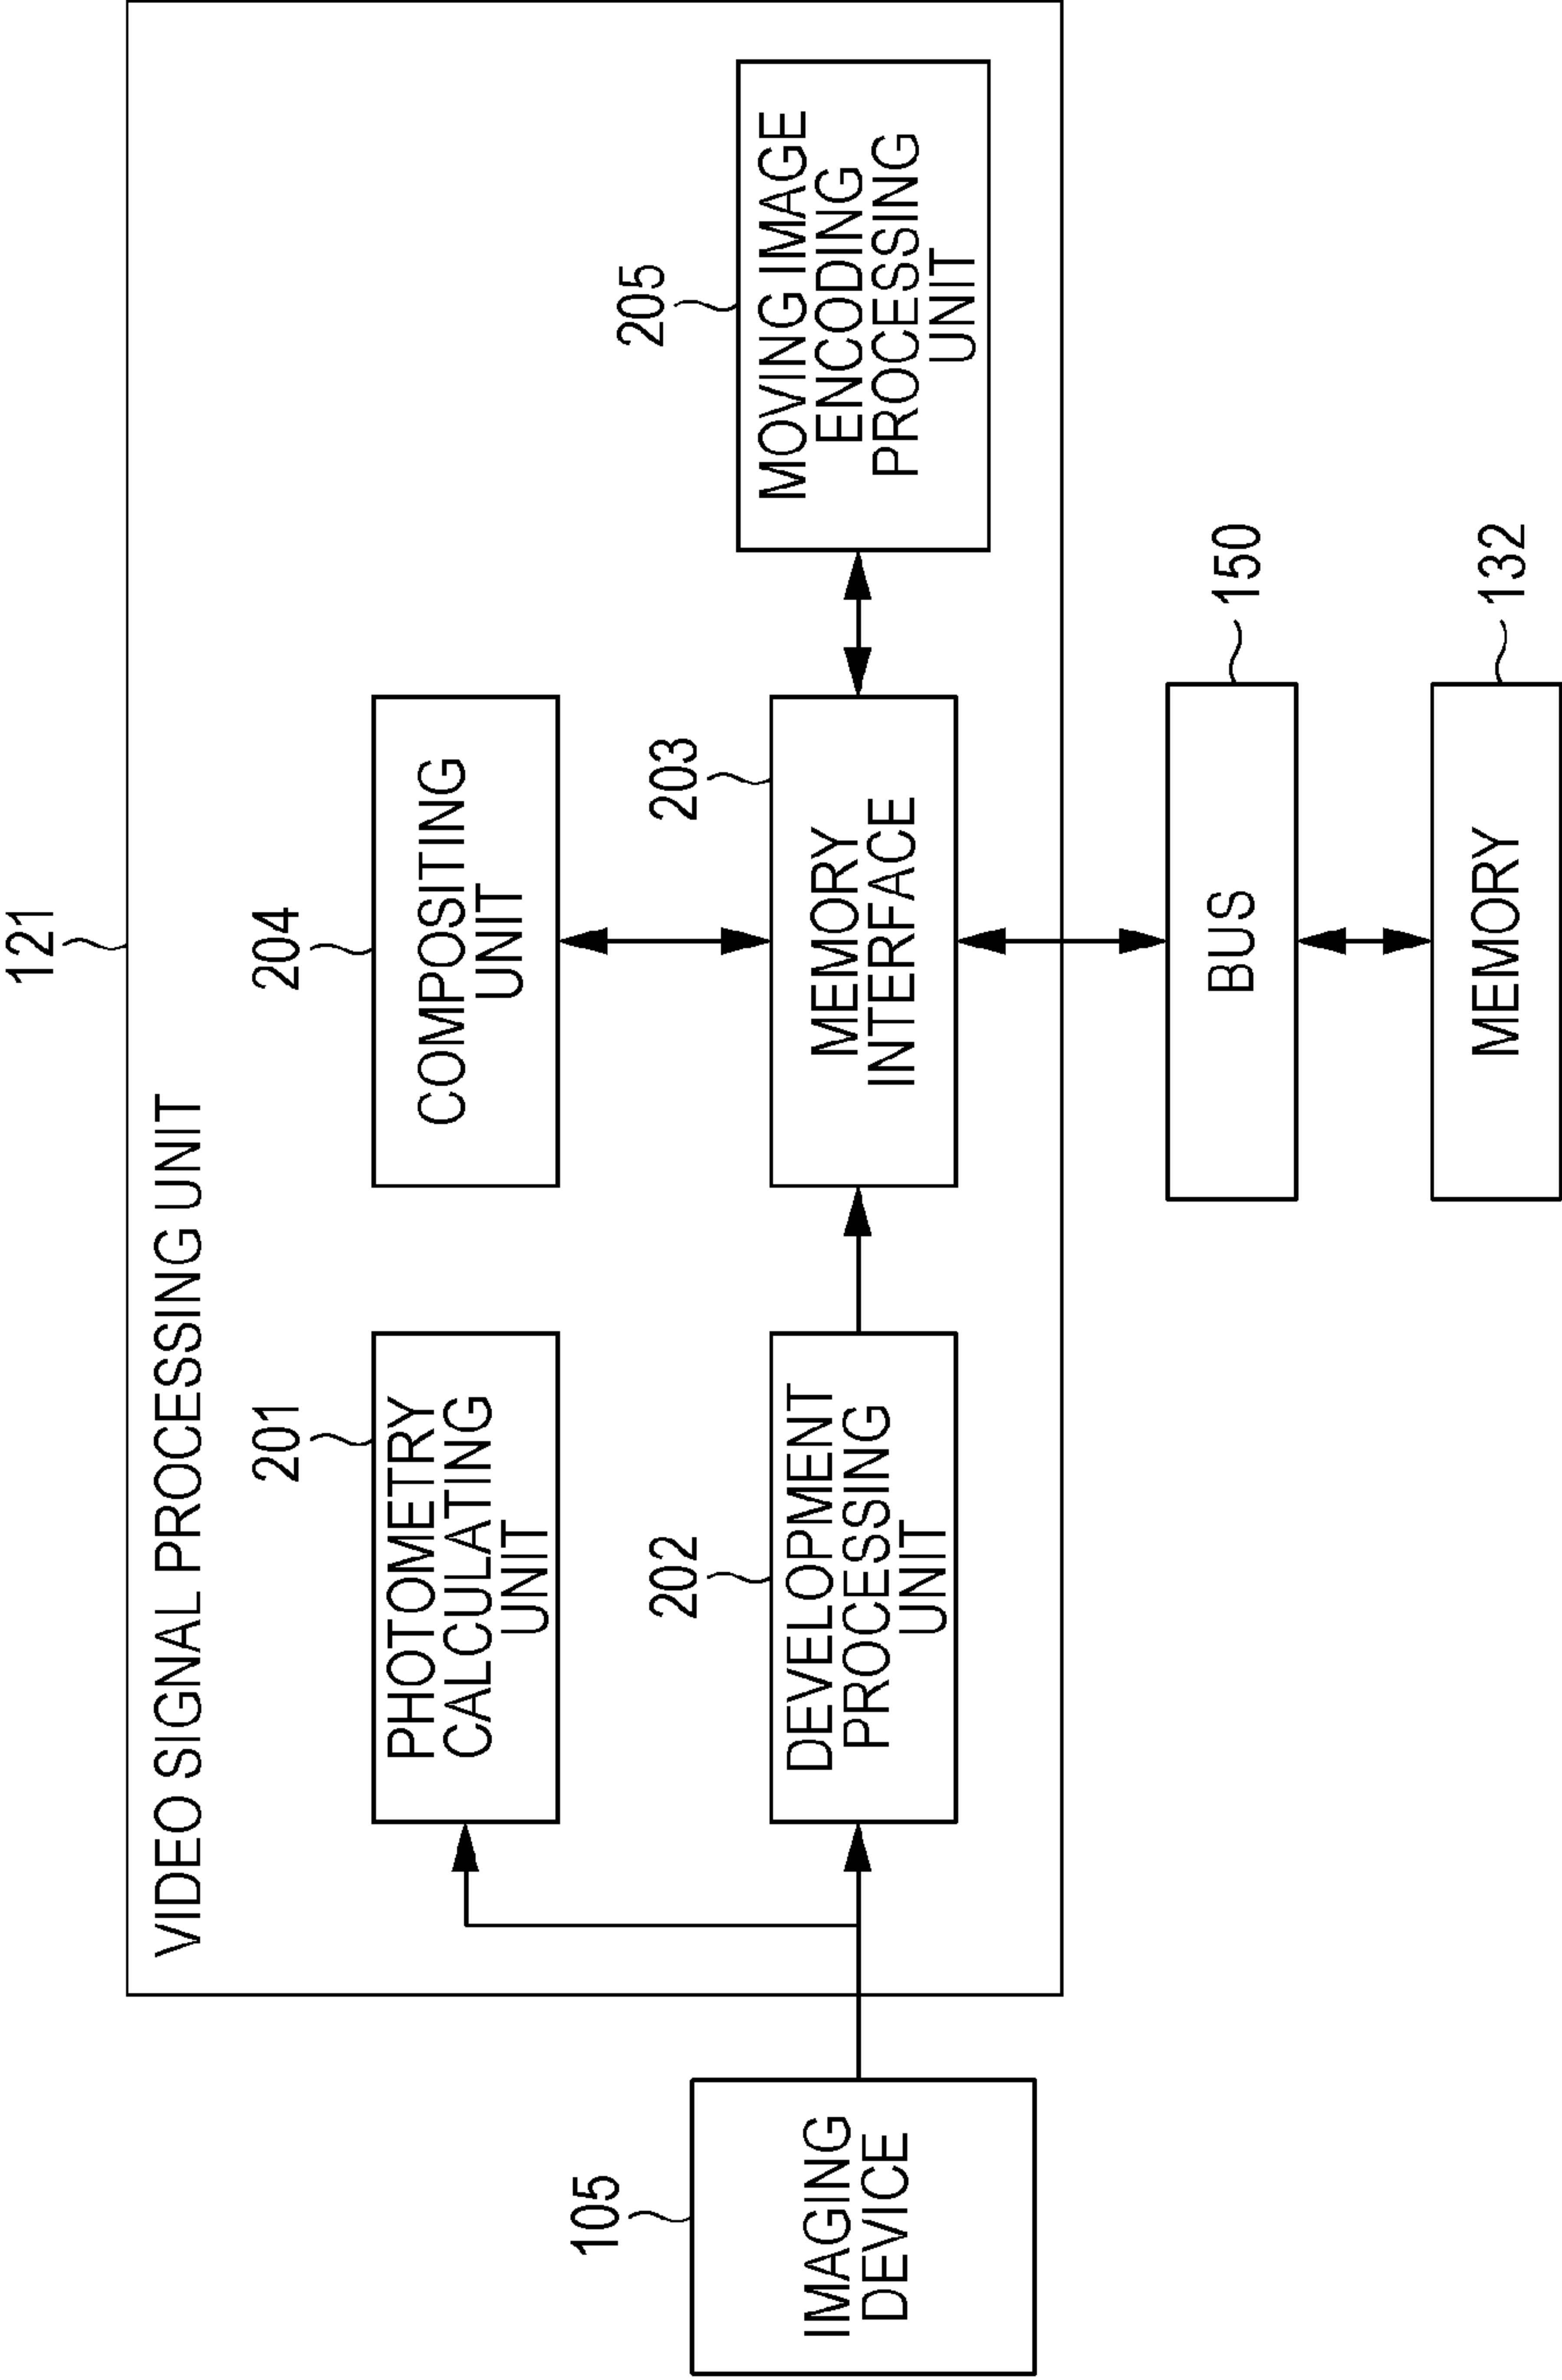 121
VIDEO SIGNAL PROCESSING UNIT
201
PHOTOMETRY
CALCULATING
UNIT
204
COMPOSITING
UNIT
105
IMAGING
DEVICE
202
DEVELOPMENT
PROCESSING
UNIT
203
MEMORY
INTERFACE
205
MOVING IMAGE
ENCODING
PROCESSING
UNIT
BUS
150
MEMORY
132